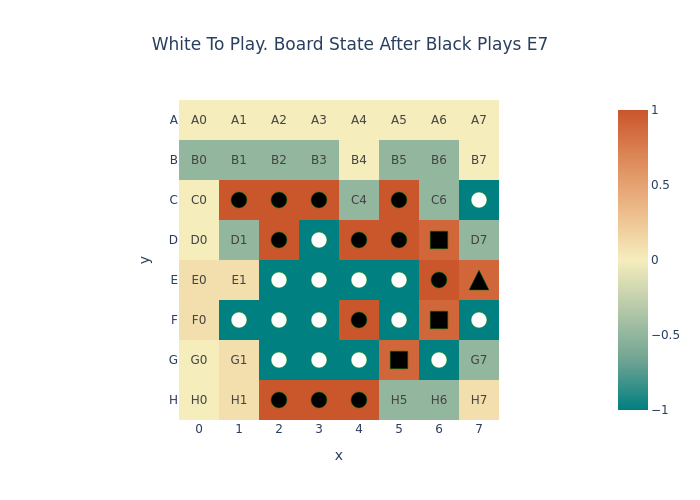 White To Play. Board State After Black Plays E7
A A0 A1 A2 A3 A4 A5 A6 A7
B B0 B1 B2 B3 B4 B5 B6 B7
C C0 C4 C6
D D0 D1 D7
E E0 E1
F F0
G G0 G1 G7
H H0 H1 H5 H6 H7
0 1 2 3 4 5 6 7
x
y
1
0.5
0
−0.5
−1